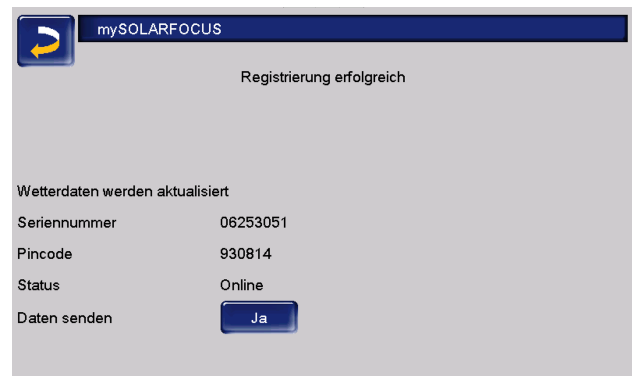 mySOLARFOCUS
Registrierung erfolgreich
Wetterdaten werden aktualisiert
Seriennummer 06253051
Pincode 930814
Status Online
Daten senden Ja